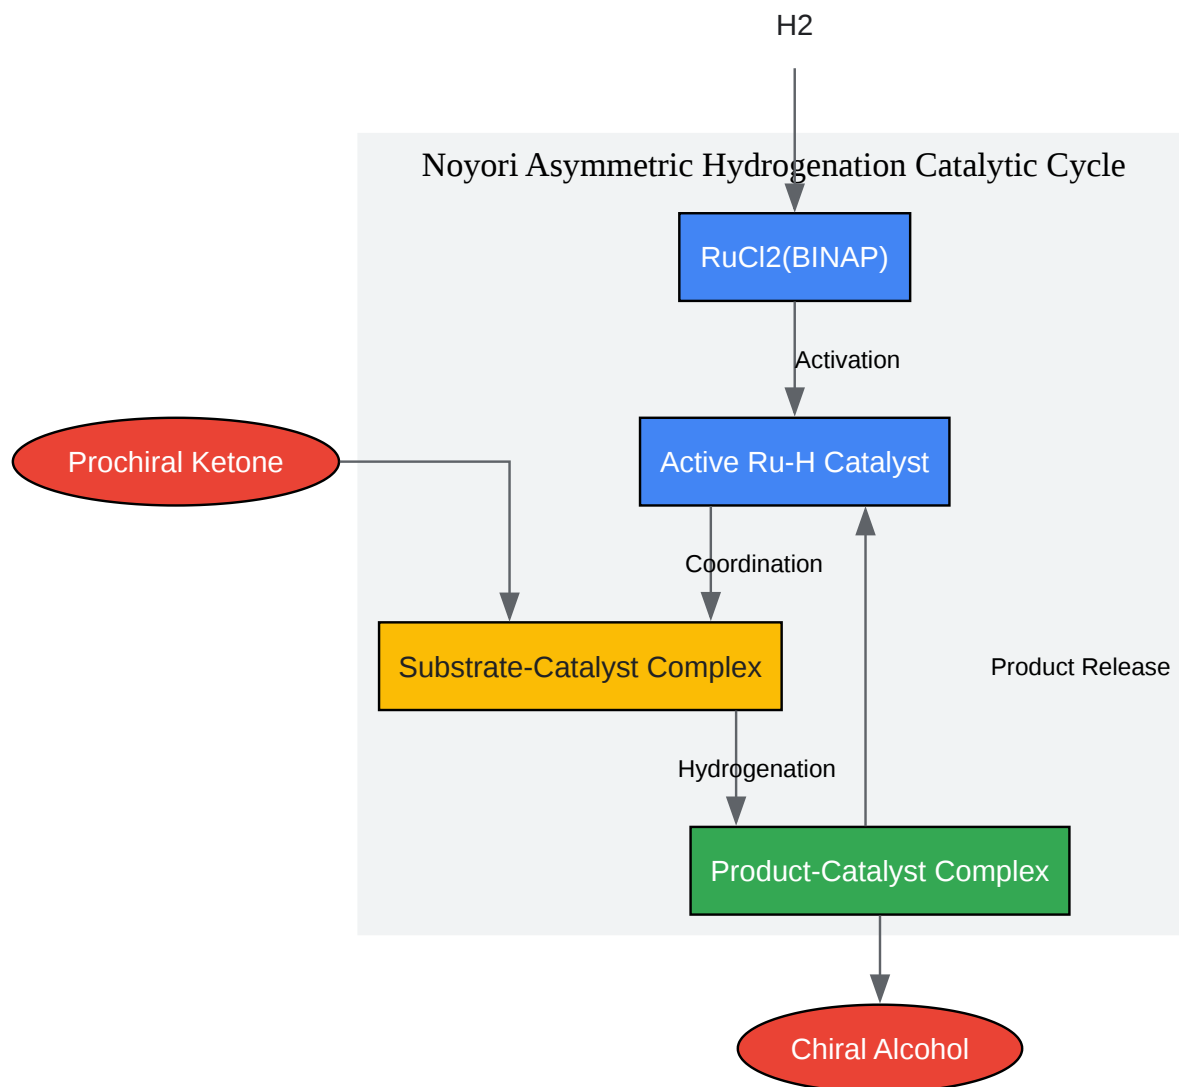 H2
Noyori Asymmetric Hydrogenation Catalytic Cycle
RuCl2(BINAP)
Activation
Prochiral Ketone
Active Ru-H Catalyst
Coordination
Substrate-Catalyst Complex
Product Release
Hydrogenation
Product-Catalyst Complex
Chiral Alcohol